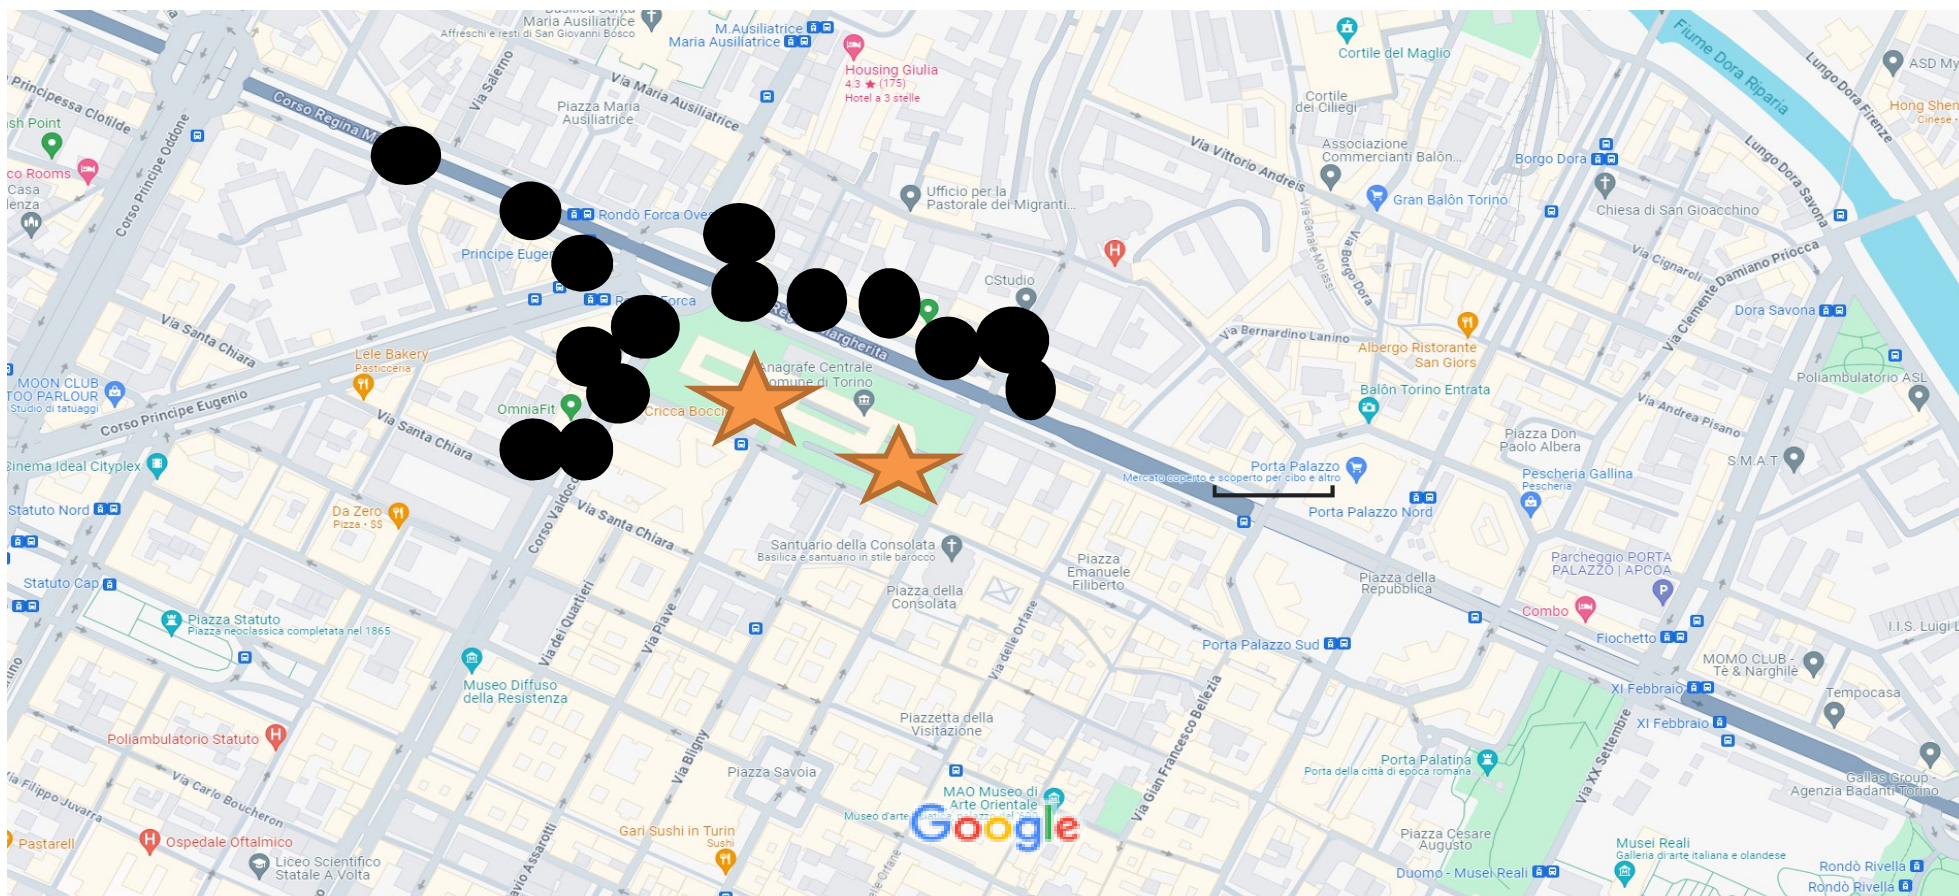 Basilica Santa
Maria Ausiliatrice
Affreschi e resti di San Giovanni Bosco
M.Ausiliatrice
Maria Ausiliatrice
Housing Giulia
4.3 ★ (175)
Hotel a 3 stelle
Cortile del Maglio
Fiume Dora Riparia
Lungo Dora Firenze
ASD My
Hong Shen
Cinese
Principessa Clotilde
Corso Regina M
Via Salerno
Via Maria Ausiliatrice
Piazza Maria
Ausiliatrice
Cortile
dei Ciliegi
ash Point
Corso Principe Oddone
Via Vittorio Andreis
Associazione
Commercianti Balôn...
Borgo Dora
Lungo Dora Savona
co Rooms
Casa
lenza
Ufficio per la
Pastorale dei Migranti...
Gran Balôn Torino
Chiesa di San Gioacchino
Rondò Forca Oves
Principe Euger
Via Canale Molassi
Via Borgo Dora
Via Cignaroli
Via Clemente Damiano Priocca
CStudio
Forca
Regina Margherita
Dora Savona
Via Santa Chiara
Via Bernardino Lanino
Albergo Ristorante
San Giors
Lele Bakery
Pasticceria
Anagrafe Centrale
Comune di Torino
MOON CLUB
TOO PARLOUR
Studio di tatuaggi
Corso Principe Eugenio
OmniaFit
Cricca Bocci
Balôn Torino Entrata
Poliambulatorio ASL
Via Andrea Pisano
Via Santa Chiara
Piazza Don
Paolo Albera
Cinema Ideal Cityplex
Porta Palazzo
Mercato coperto e scoperto per cibo e altro
Pescheria Gallina
Pescheria
S.M.A.T
Statuto Nord
Da Zero
Pizza • $$
Corso Valdocco
Via Santa Chiara
Porta Palazzo Nord
Santuario della Consolata
Basilica e santuario in stile barocco
Piazza
Emanuele
Filiberto
Parcheggio PORTA
PALAZZO | APCOA
Statuto Cap
Piazza della
Consolata
Piazza della
Repubblica
Combo
Piazza Statuto
Piazza neoclassica completata nel 1865
Via dei Quartieri
Via Piave
Via delle Orfane
Porta Palazzo Sud
Fiochetto
I.I.S. Luigi L
Museo Diffuso
della Resistenza
MOMO CLUB -
Tè & Narghilè
XI Febbraio
Tempocasa
XI Febbraio
Poliambulatorio Statuto
Via Bligny
Piazzetta della
Visitazione
Via Gian Francesco Bellezia
Via XX Settembre
Porta Palatina
Porta della città di epoca romana
Piazza Savoia
Via Filippo Juvarra
Via Carlo Boucheron
MAO Museo di
Arte Orientale
Gallas Group -
Agenzia Badanti Torino
Google
Pastarell
Ospedale Oftalmico
Gari Sushi in Turin
Sushi
Piazza Cesare
Augusto
Musei Reali
Galleria di arte italiana e olandese
Liceo Scientifico
Statale A.Volta
Duomo - Musei Reali
Rondò Rivella
Rondò Rivella